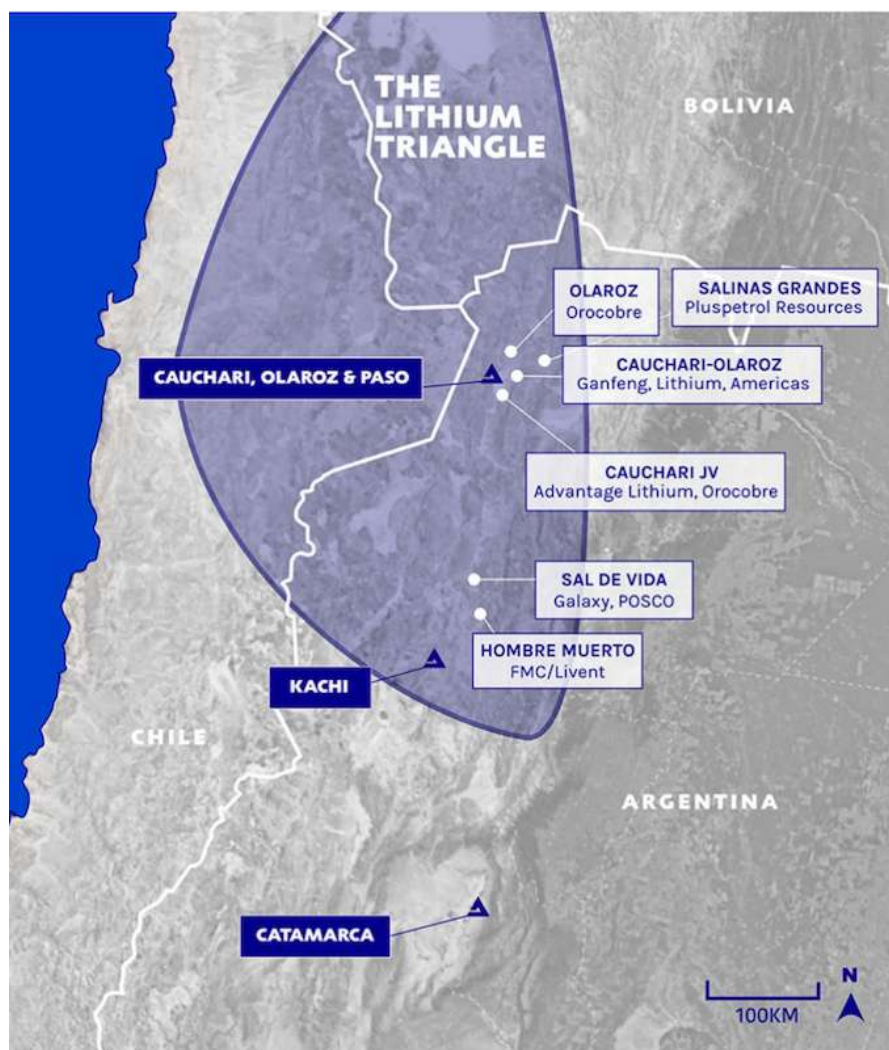 THE
LITHIUM
TRIANGLE
BOLIVIA
OLAROZ
Orocobre
SALINAS GRANDES
Pluspetrol Resources
CAUCHARI, OLAROZ & PASO
CAUCHARI-OLAROZ
Ganfeng, Lithium, Americas
CAUCHARI JV
Advantage Lithium, Orocobre
SAL DE VIDA
Galaxy, POSCO
HOMBRE MUERTO
FMC/Livent
KACHI
CHILE
ARGENTINA
CATAMARCA
N
100KM